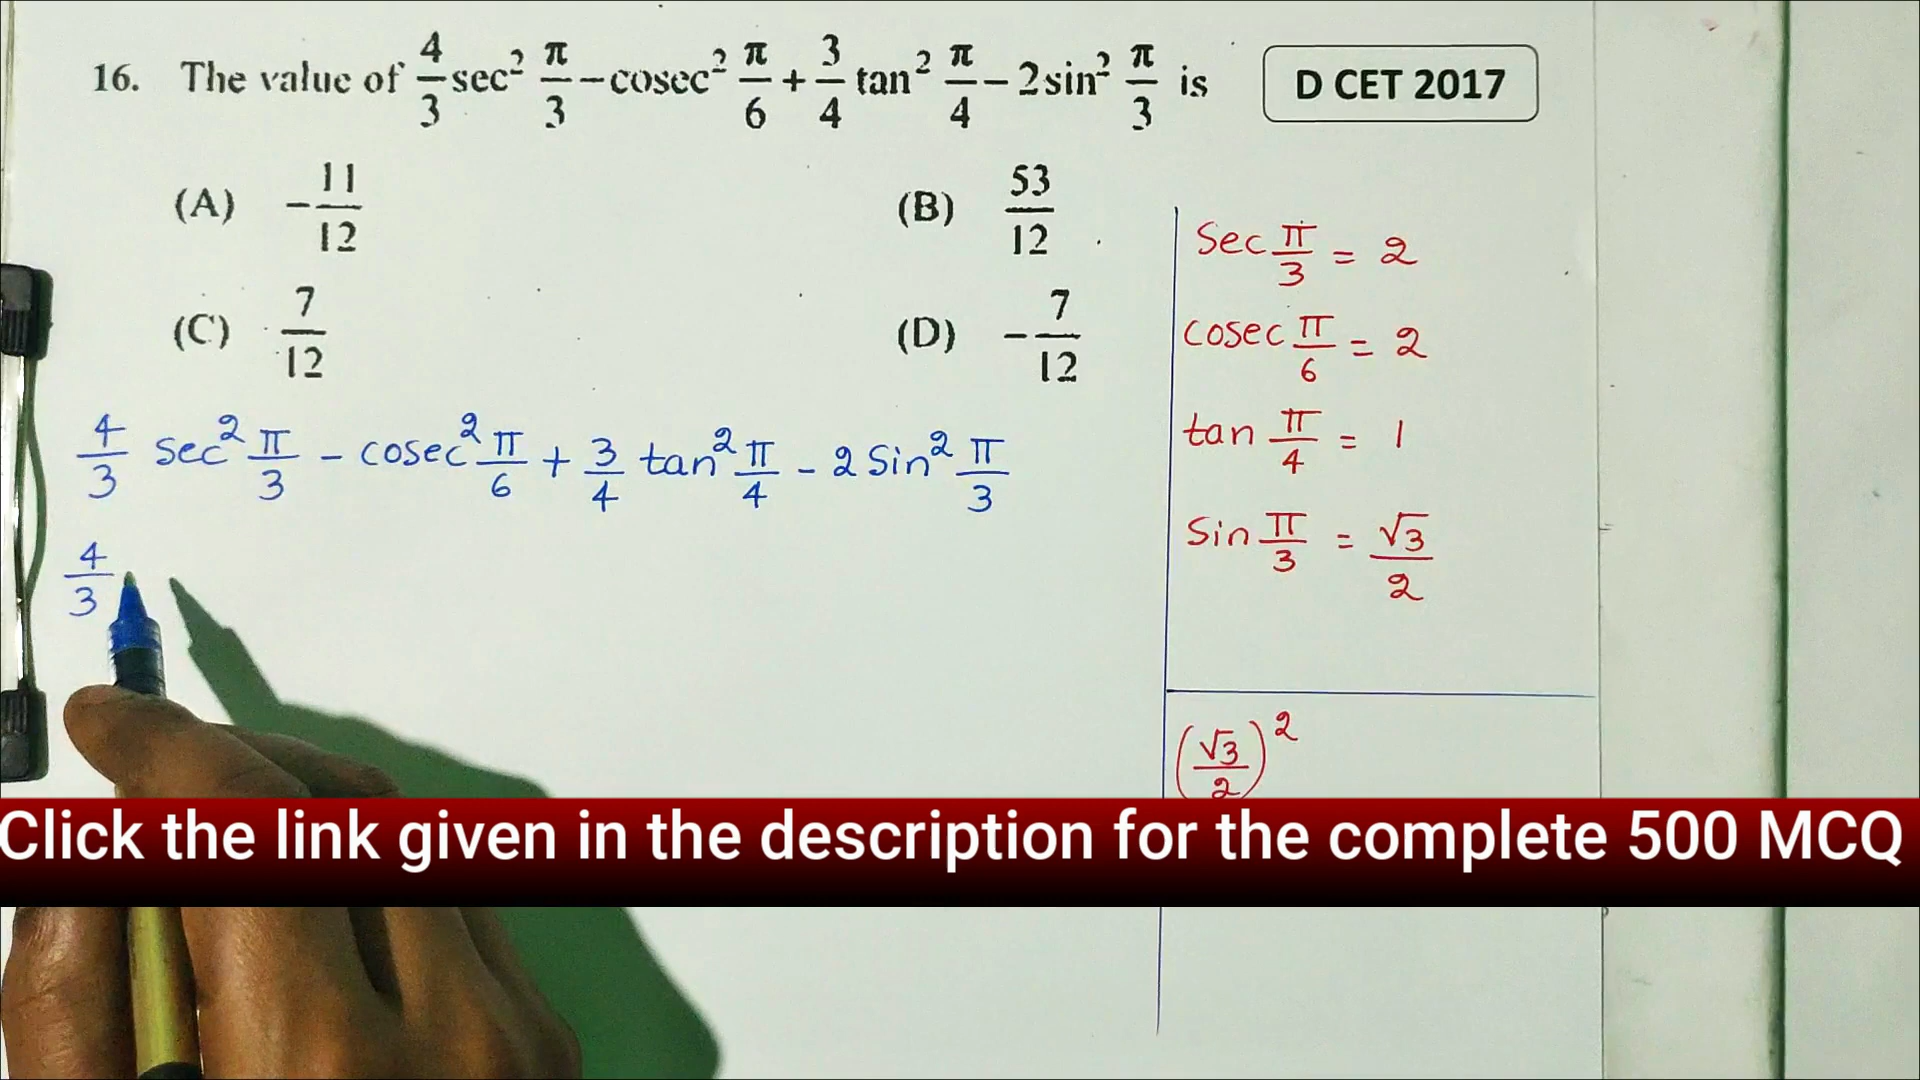 16. The value of 4/3 sec² π/3 − cosec² π/6 + 3/4 tan² π/4 − 2sin² π/3 is
D CET 2017
(A) −11/12
(B) 53/12
(C) 7/12
(D) −7/12
4/3 sec² π/3 − cosec² π/6 + 3/4 tan² π/4 − 2 sin² π/3
4/3
Sec π/3 = 2
cosec π/6 = 2
tan π/4 = 1
Sin π/3 = √3/2
(√3/2)²
Click the link given in the description for the complete 500 MCQ